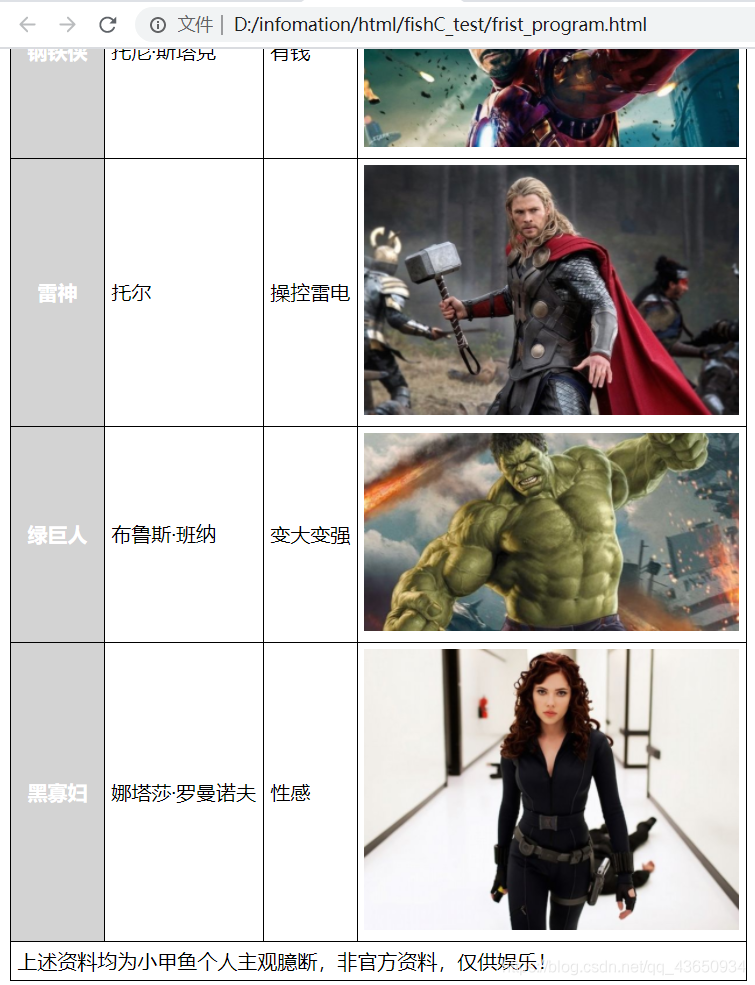 文件 | D:/infomation/html/fishC_test/frist_program.html
钢铁侠 托尼·斯塔克 有钱
雷神 托尔 操控雷电
绿巨人 布鲁斯·班纳 变大变强
黑寡妇 娜塔莎·罗曼诺夫 性感
上述资料均为小甲鱼个人主观臆断，非官方资料，仅供娱乐！
https://blog.csdn.net/qq_43650934